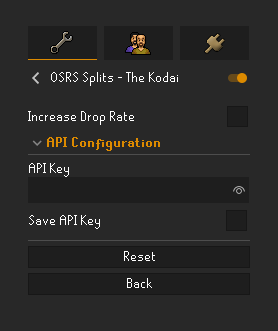 OSRS Splits - The Kodai
Increase Drop Rate
API Configuration
API Key
Save API Key
Reset
Back